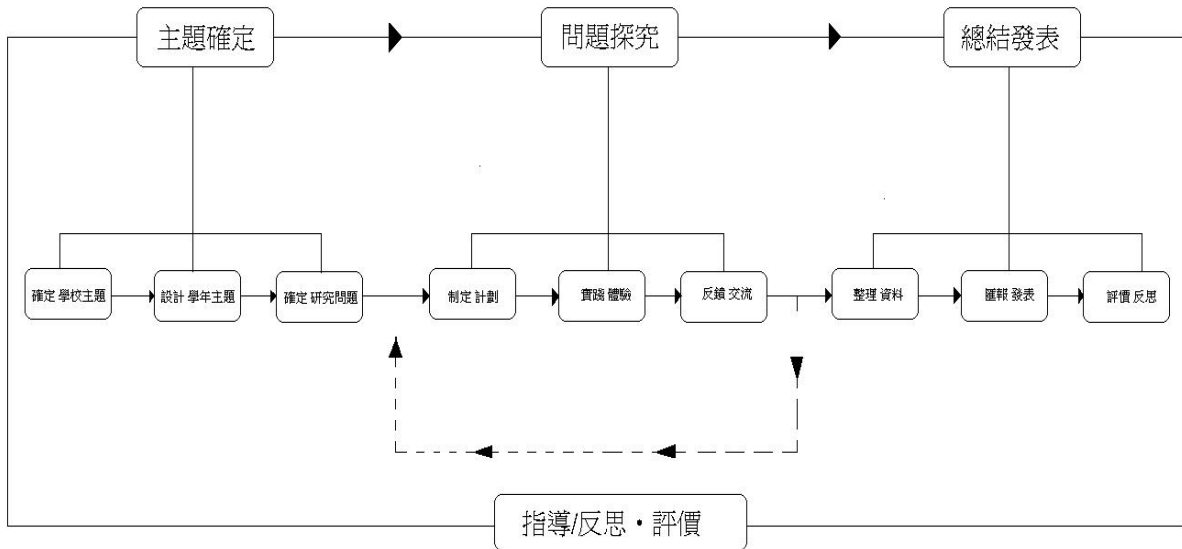 主題確定
問題探究
總結發表
確定 學校主題
設計 學年主題
確定 研究問題
制定 計劃
實踐 體驗
反饋 交流
整理 資料
匯報 發表
評價 反思
指導/反思・評價